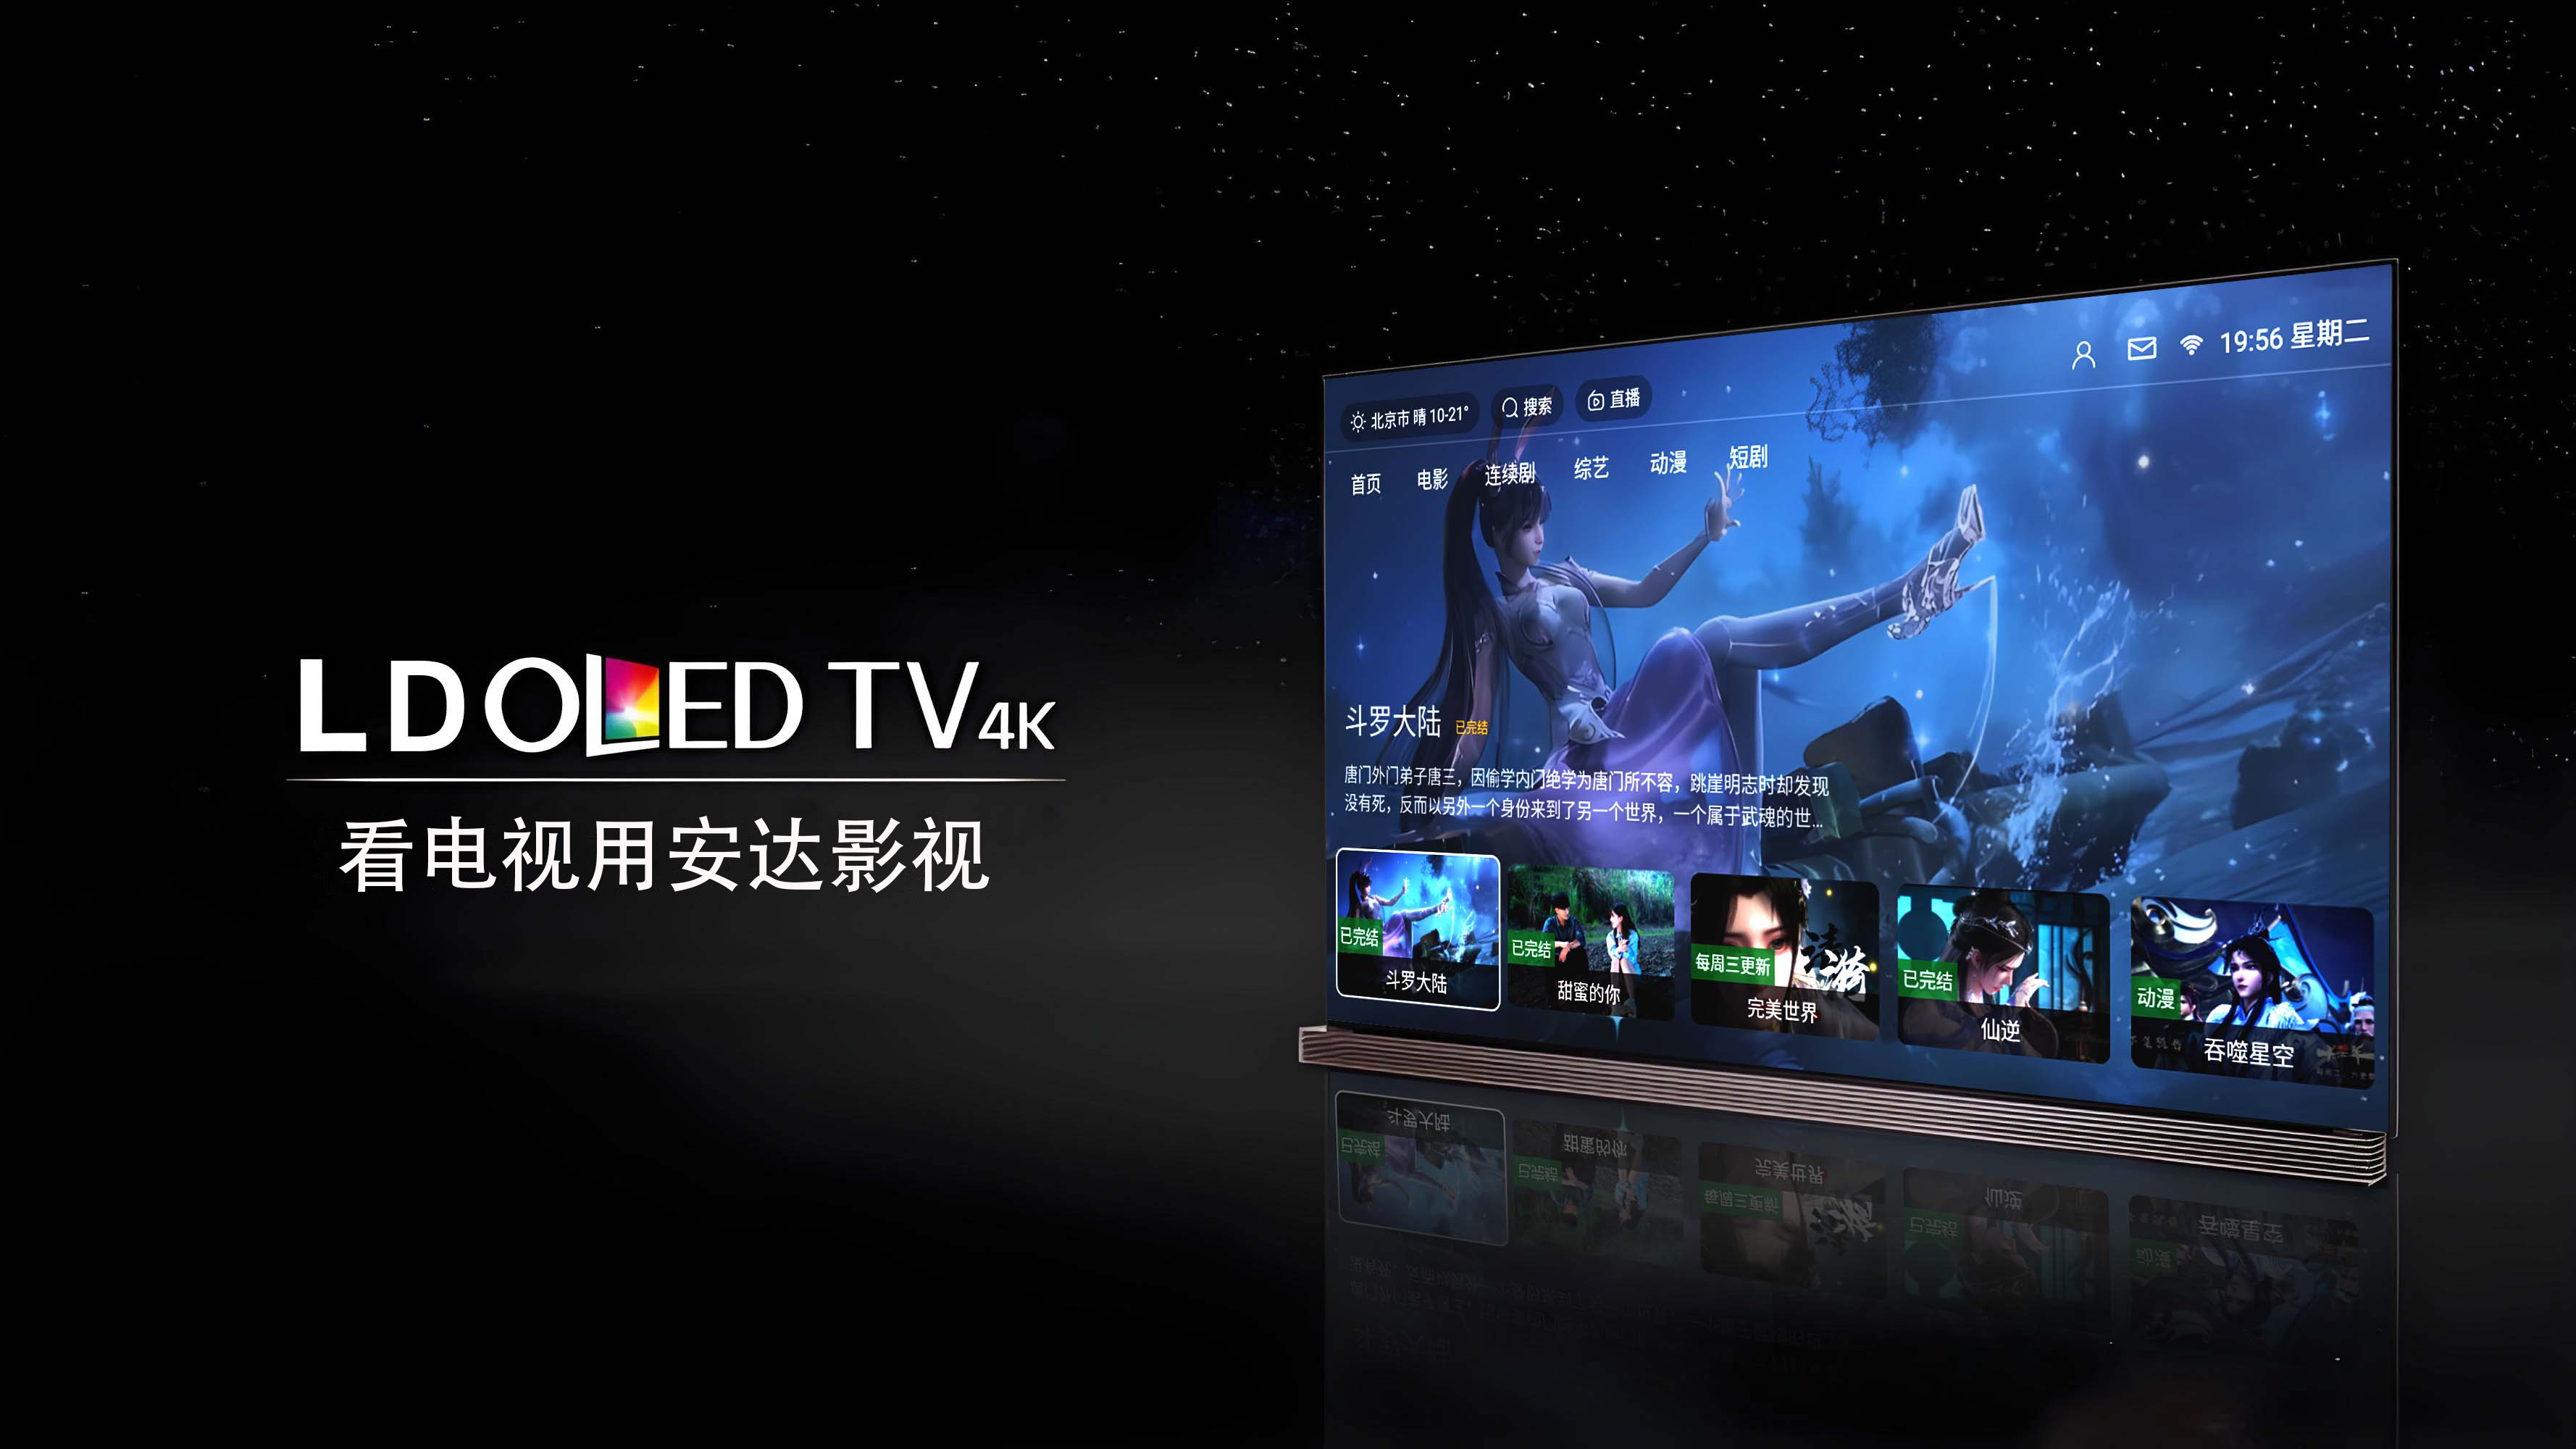 LD OLED TV 4K
看电视用安达影视
19:56 星期二
北京市 晴 10-21° 搜索 直播
首页 电影 连续剧 综艺 动漫 短剧
斗罗大陆 已完结
唐门外门弟子唐三，因偷学内门绝学为唐门所不容，跳崖明志时却发现
没有死，反而以另外一个身份来到了另一个世界，一个属于武魂的世...
已完结
斗罗大陆
已完结
甜蜜的你
每周三更新
完美世界
已完结
仙逆
动漫
吞噬星空